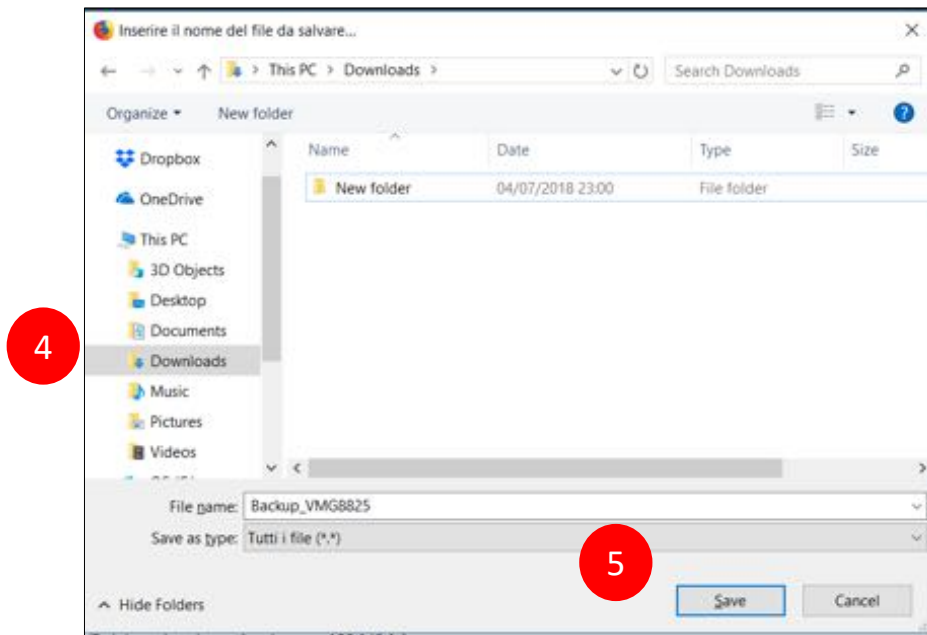 Inserire il nome del file da salvare...
This PC > Downloads >
Search Downloads
Organize
New folder
Name
Date
Type
Size
New folder
04/07/2018 23:00
File folder
Dropbox
OneDrive
This PC
3D Objects
Desktop
Documents
4
Downloads
Music
Pictures
Videos
File name: Backup_VMG8825
Save as type: Tutti i file (*.*)
5
Hide Folders
Save
Cancel